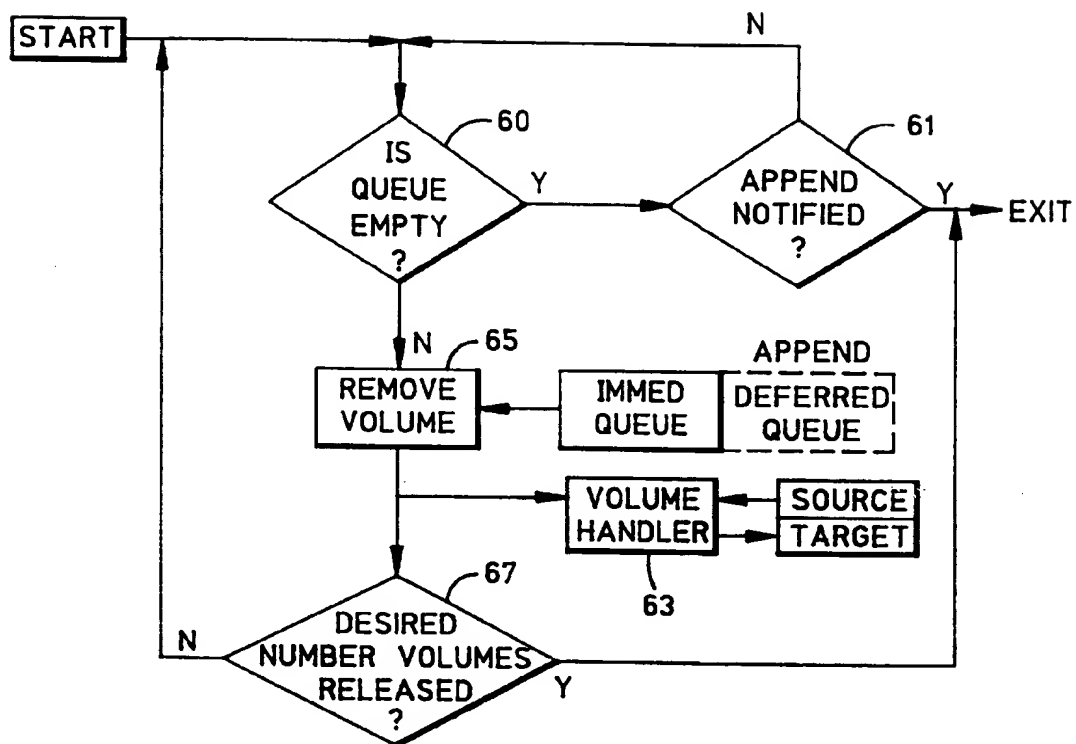 START
N
60
IS
QUEUE
EMPTY
?
Y
61
APPEND
NOTIFIED
?
Y
EXIT
N
65
REMOVE
VOLUME
IMMED
QUEUE
APPEND
DEFERRED
QUEUE
VOLUME
HANDLER
63
SOURCE
TARGET
67
DESIRED
NUMBER VOLUMES
RELEASED
?
N
Y